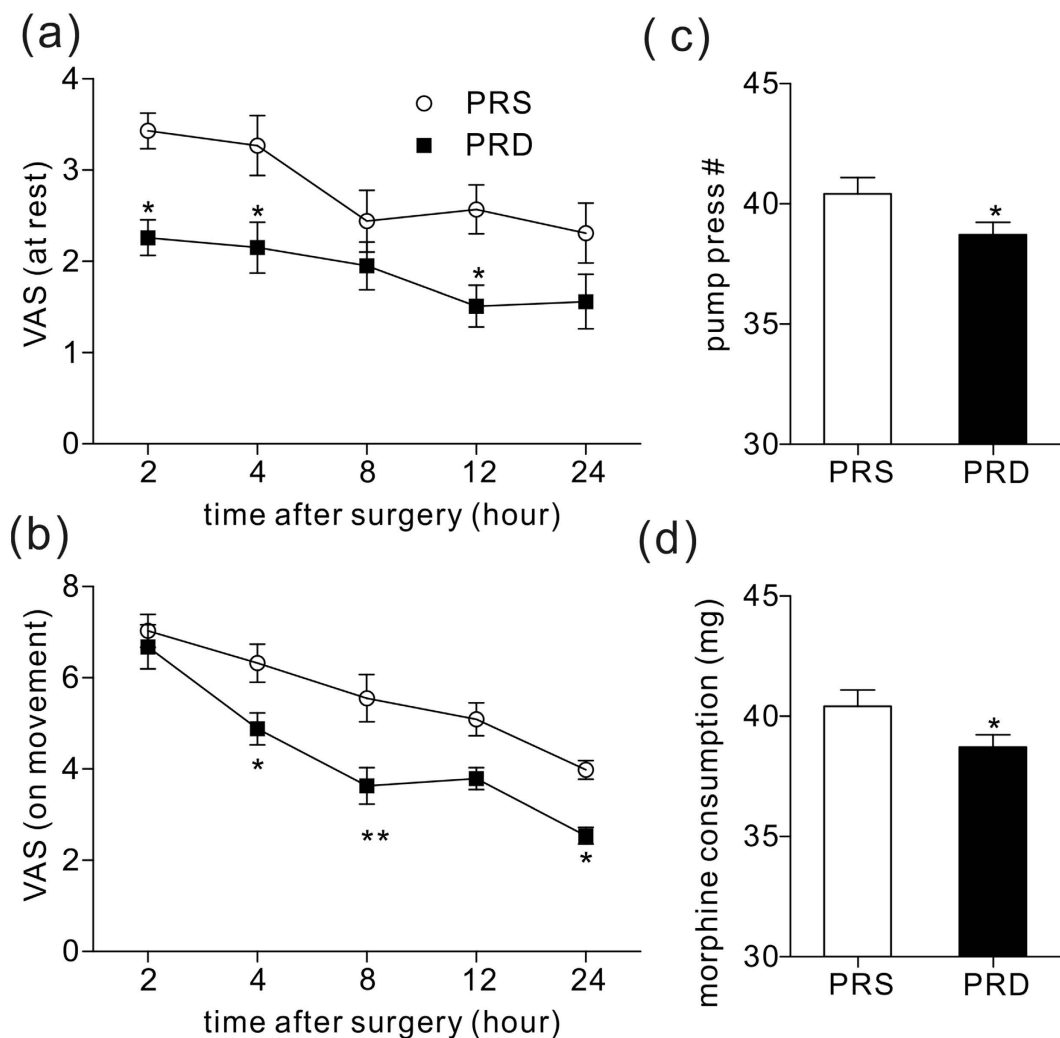 (a)
VAS (at rest)
4
3
2
1
0
PRS
PRD
*
*
*
2
4
8
12
24
time after surgery (hour)
(b)
VAS (on movement)
8
6
4
2
0
*
**
*
2
4
8
12
24
time after surgery (hour)
( c)
pump press #
45
40
35
30
*
PRS
PRD
(d)
morphine consumption (mg)
45
40
35
30
*
PRS
PRD